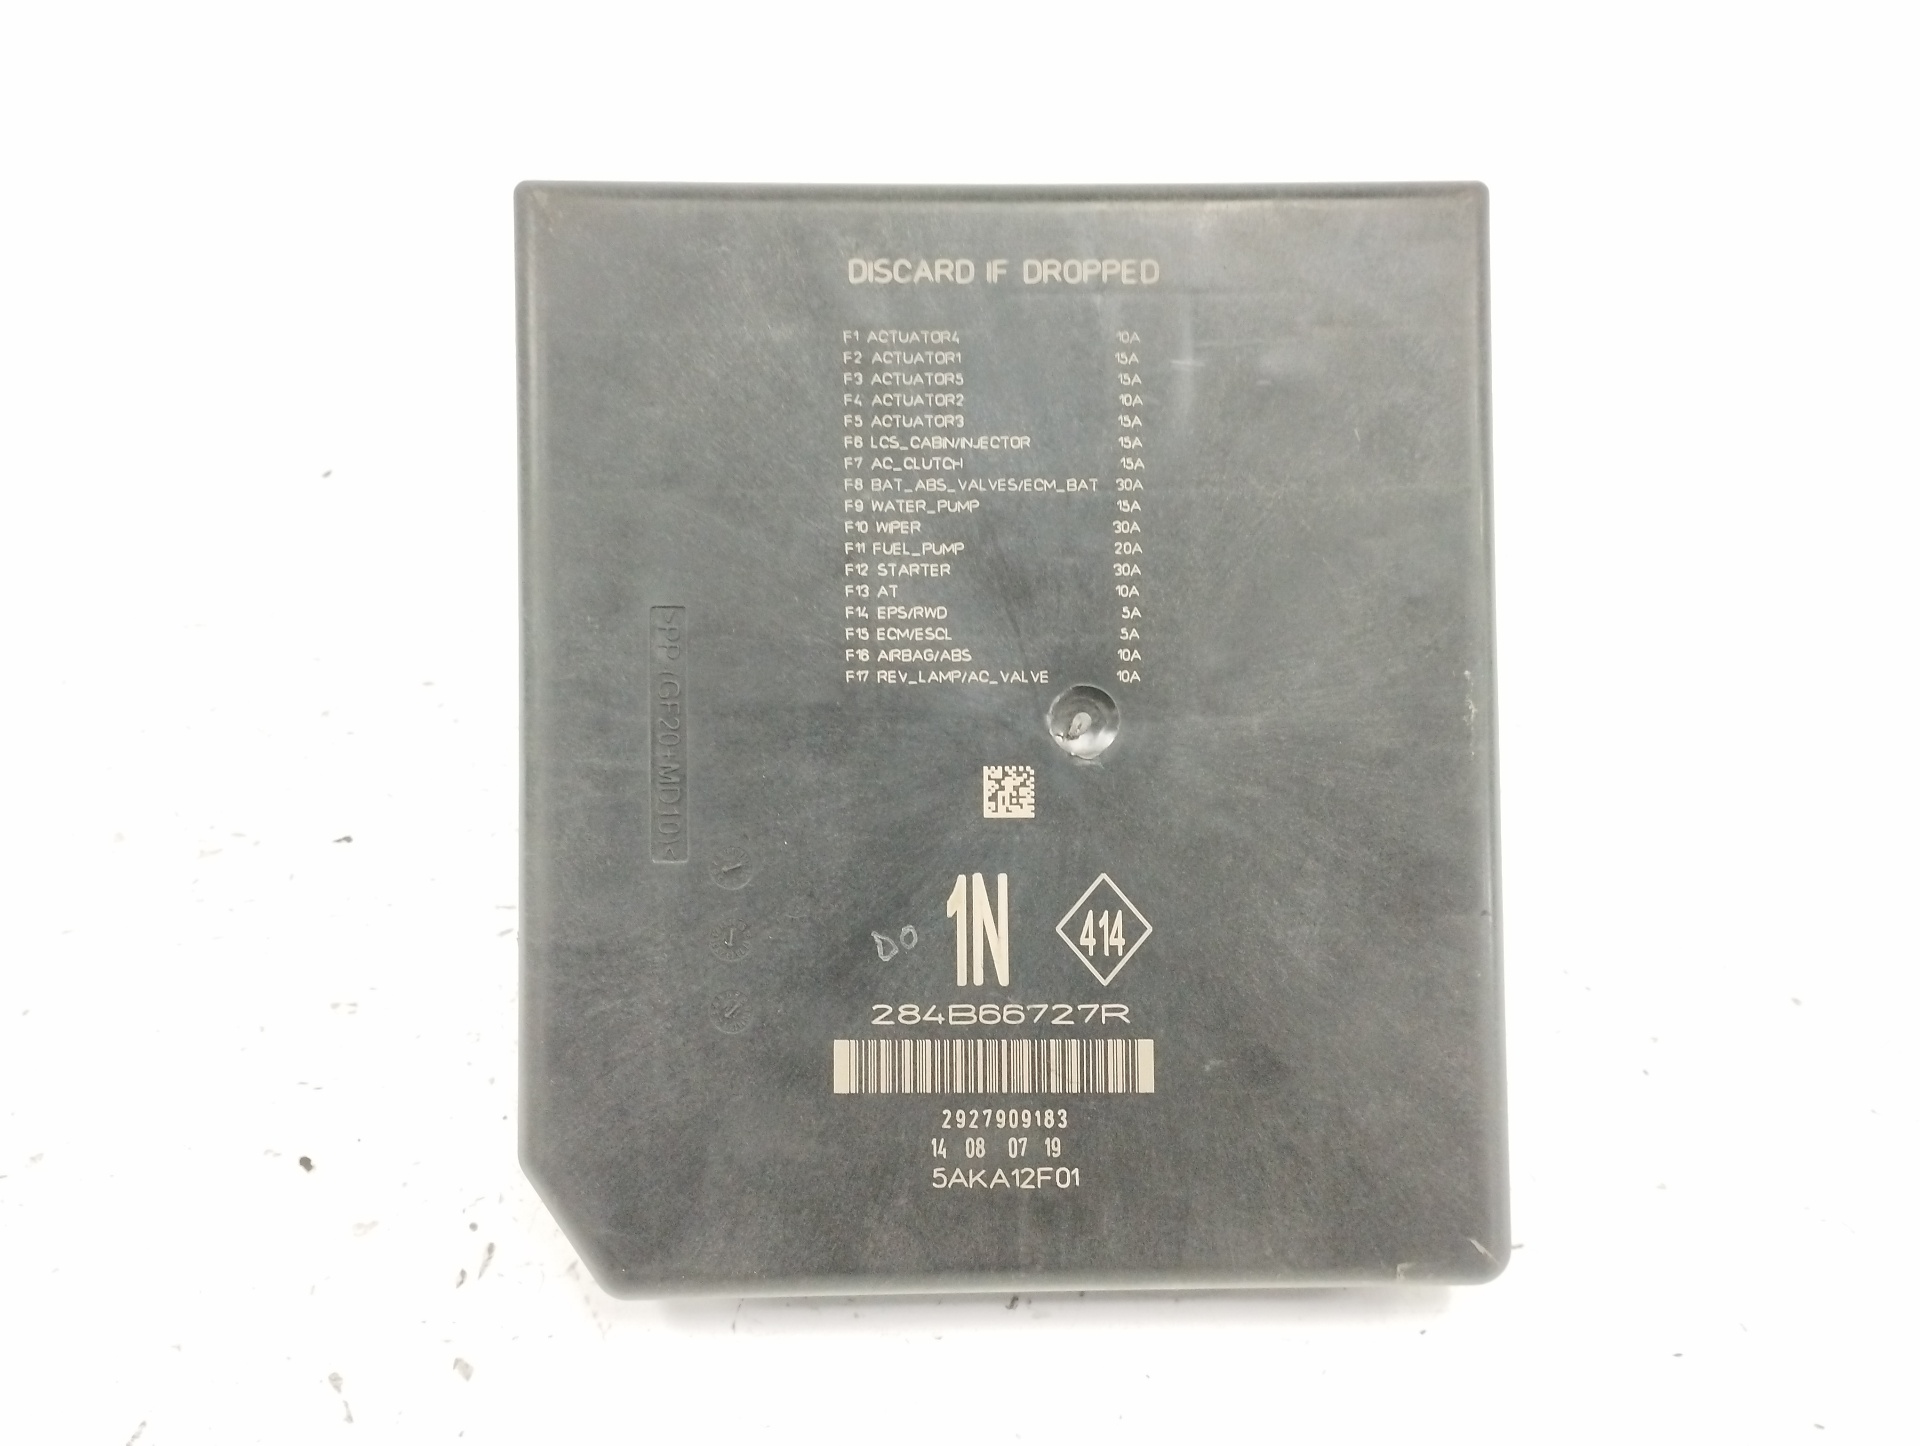 DISCARD IF DROPPED
F1 ACTUATOR4 10A
F2 ACTUATOR1 15A
F3 ACTUATOR5 15A
F4 ACTUATOR2 10A
F5 ACTUATOR3 15A
F6 LCS_CABIN/INJECTOR 15A
F7 AC_CLUTCH 15A
F8 BAT_ABS_VALVES/ECM_BAT 30A
F9 WATER_PUMP 15A
F10 WIPER 30A
F11 FUEL_PUMP 20A
F12 STARTER 30A
F13 AT 10A
F14 EPS/RWD 5A
F15 ECM/ESCL 5A
F16 AIRBAG/ABS 10A
F17 REV_LAMP/AC_VALVE 10A
>PP (GF20+MD10)<
DO 1N 414
284B66727R
2927909183
14 08 07 19
5AKA12F01